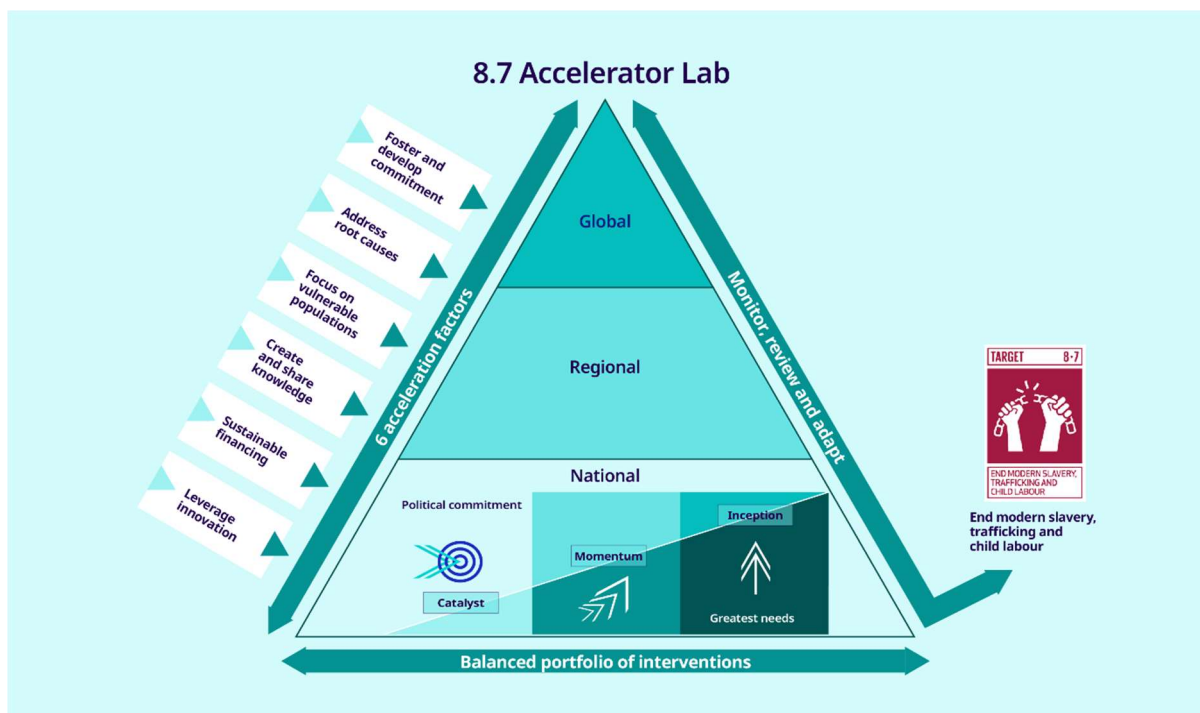 8.7 Accelerator Lab
Foster and
develop
commitment
Address
root causes
Focus on
vulnerable
populations
Create
and share
knowledge
Sustainable
financing
Leverage
innovation
6 acceleration factors
Global
Regional
National
Political commitment
Catalyst
Momentum
Inception
Greatest needs
Monitor, review and adapt
Balanced portfolio of interventions
TARGET 8·7
END MODERN SLAVERY,
TRAFFICKING AND
CHILD LABOUR
End modern slavery,
trafficking and
child labour